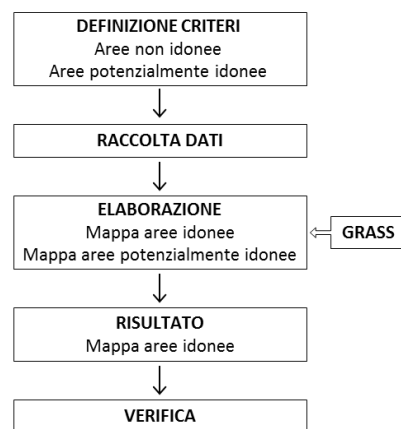 DEFINIZIONE CRITERI
Aree non idonee
Aree potenzialmente idonee
RACCOLTA DATI
ELABORAZIONE
Mappa aree idonee
Mappa aree potenzialmente idonee
GRASS
RISULTATO
Mappa aree idonee
VERIFICA